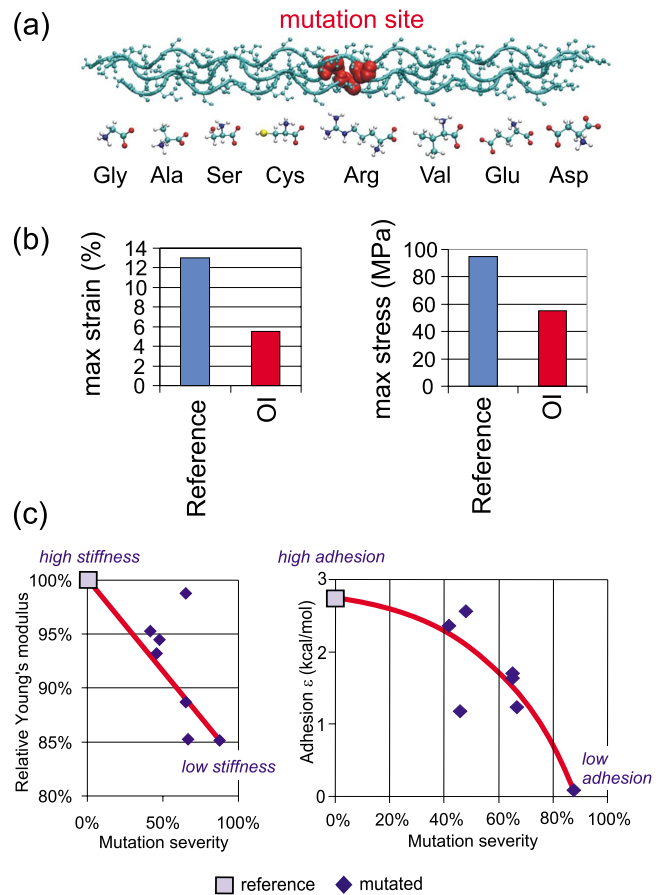 (a)
mutation site
Gly Ala Ser Cys Arg Val Glu Asp
(b)
max strain (%)
14
12
10
8
6
4
2
0
Reference
OI
max stress (MPa)
100
80
60
40
20
0
Reference
OI
(c)
high stiffness
Relative Young's modulus
100%
95%
90%
85%
80%
low stiffness
0% 50% 100%
Mutation severity
high adhesion
Adhesion ε (kcal/mol)
3
2
1
0
low
adhesion
0% 20% 40% 60% 80% 100%
Mutation severity
reference mutated